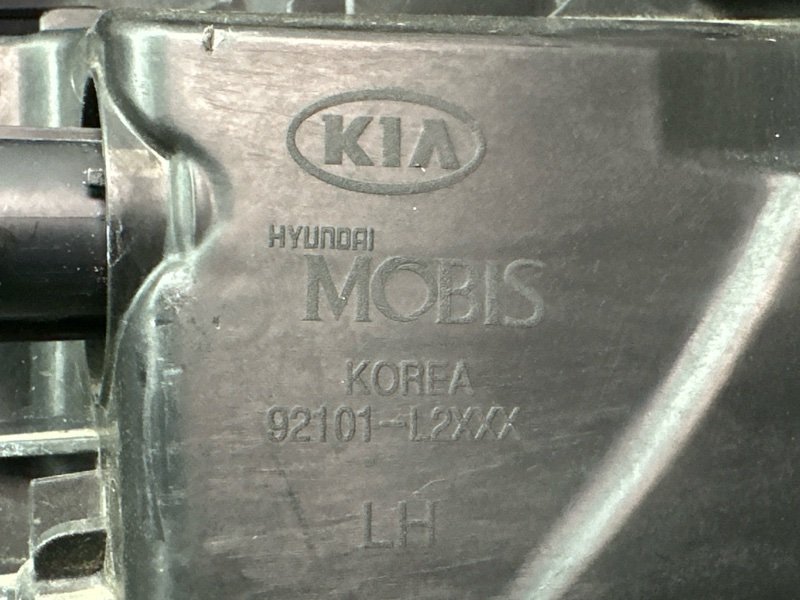 KIA
HYUNDAI
MOBIS
KOREA
92101-L2XXX
LH